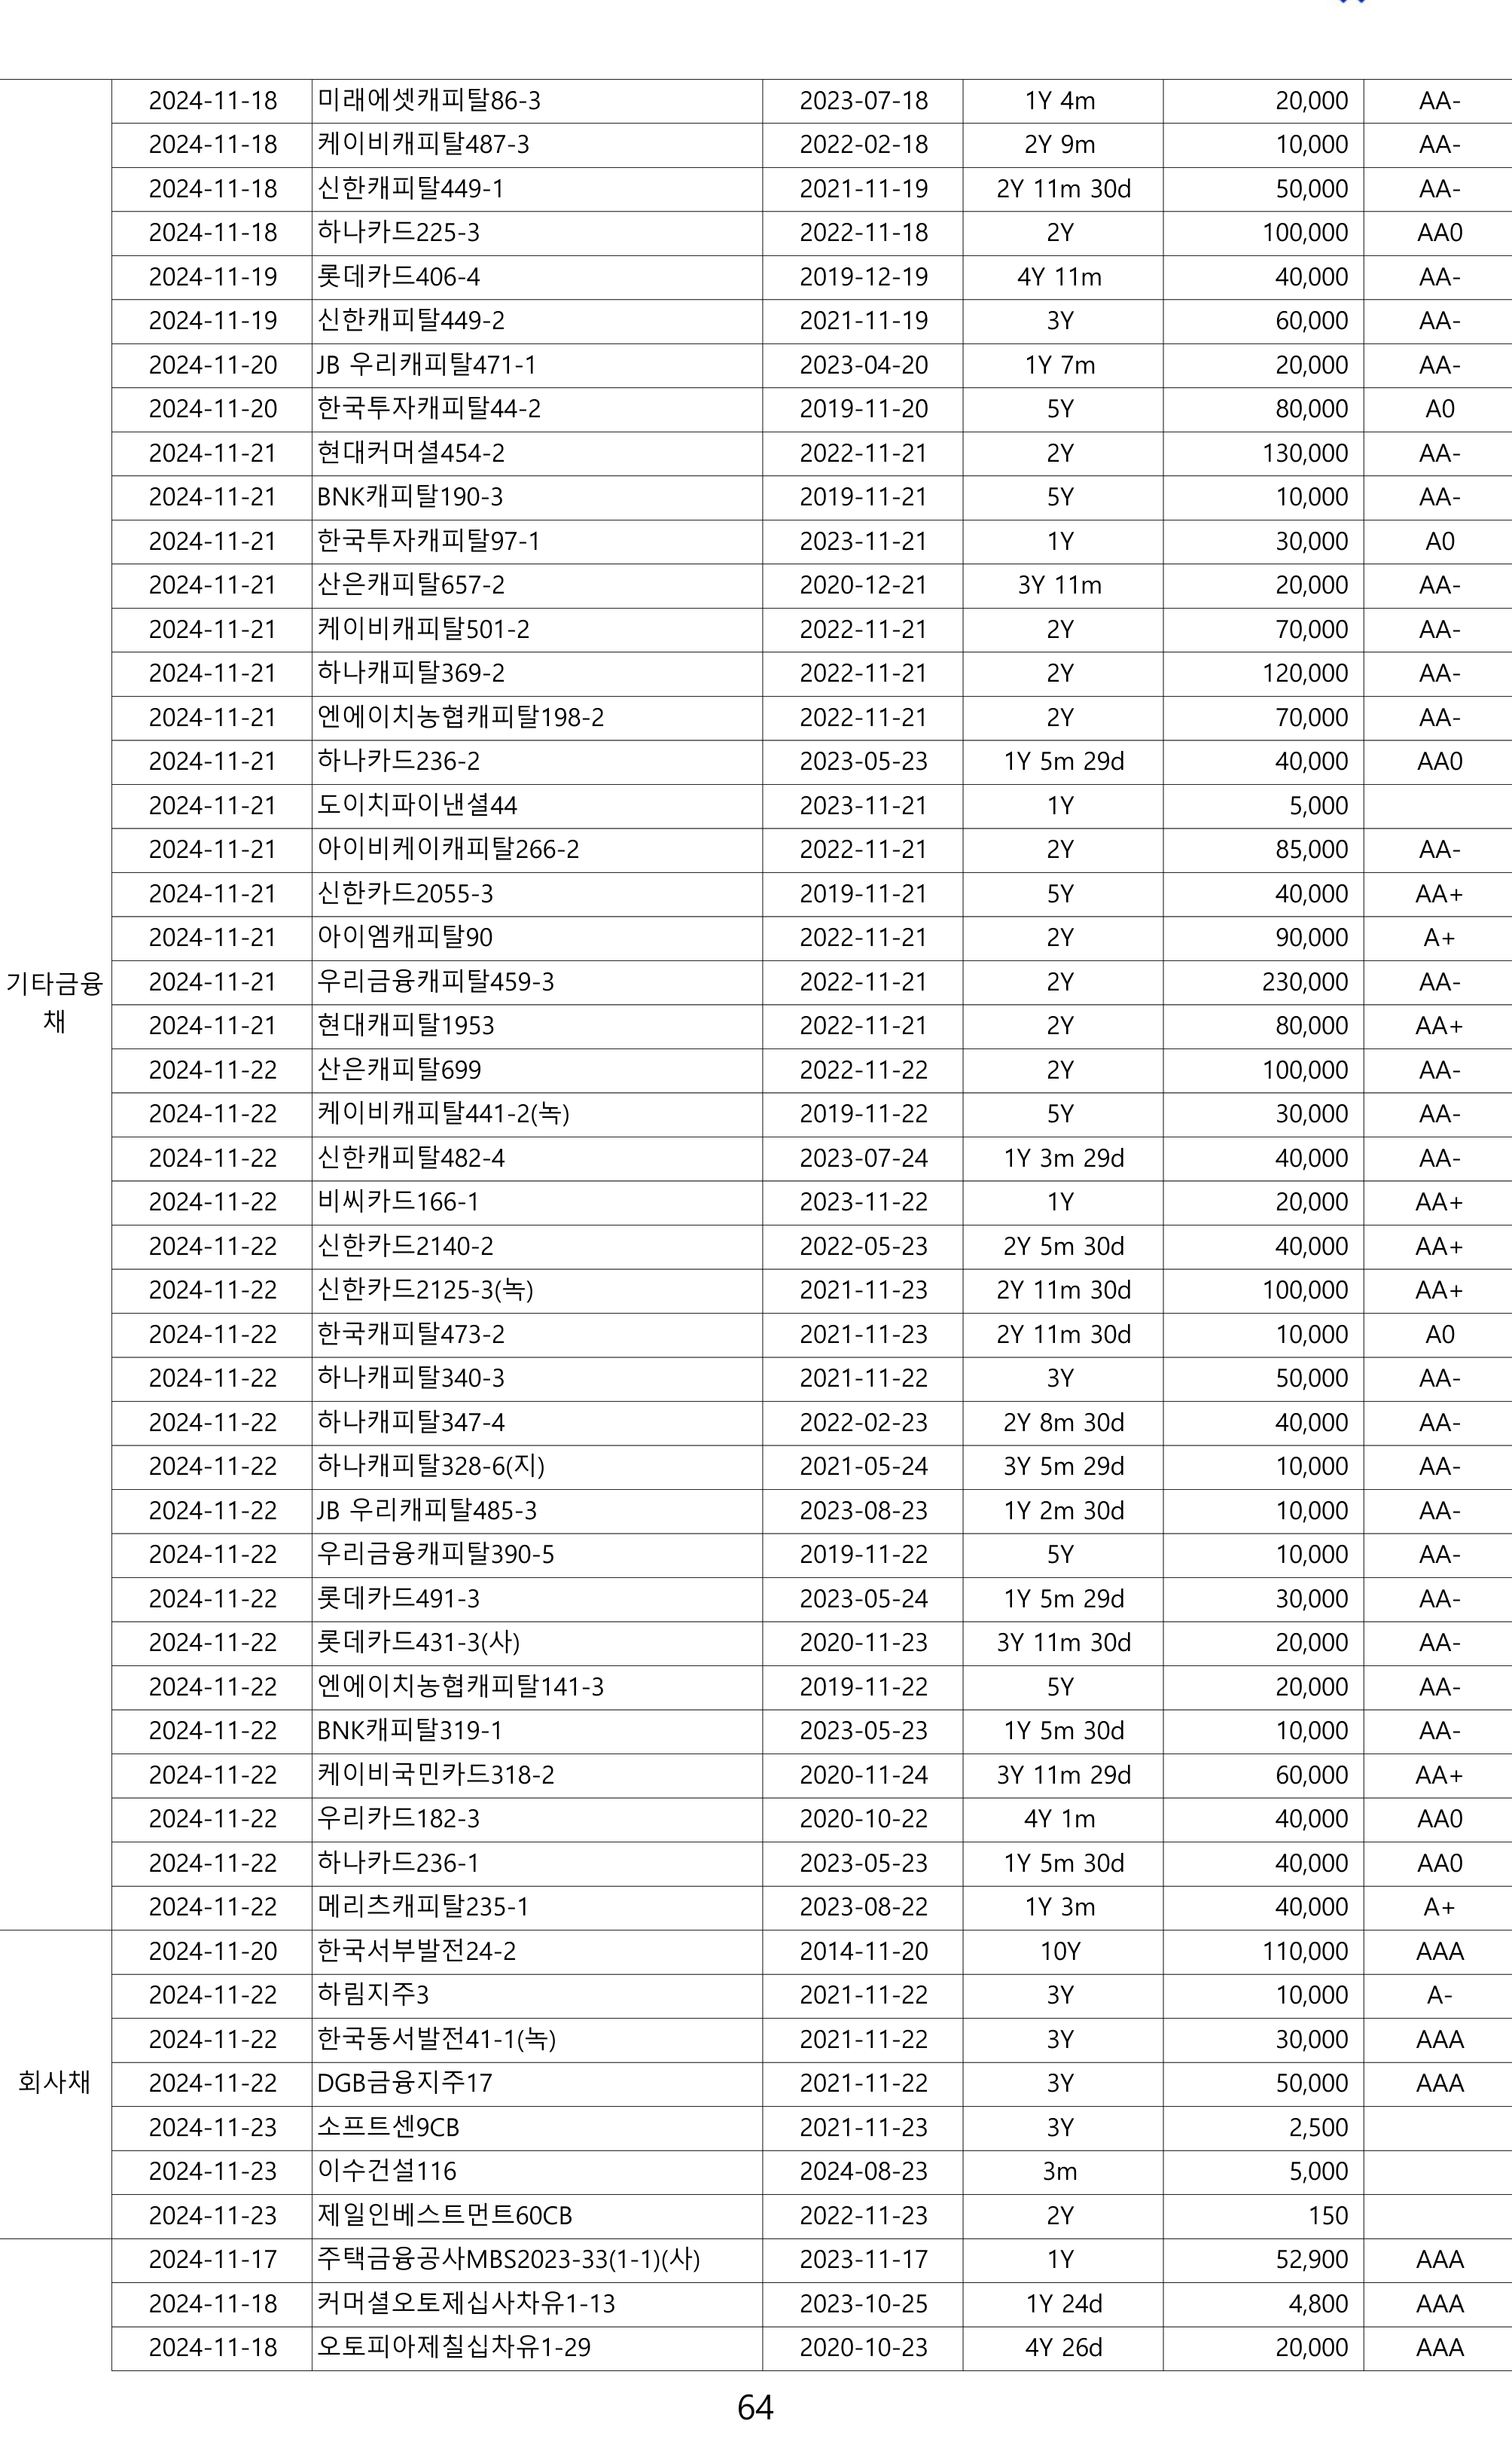 2024-11-18 미래에셋캐피탈86-3 2023-07-18 1Y 4m 20,000 AA-
2024-11-18 케이비캐피탈487-3 2022-02-18 2Y 9m 10,000 AA-
2024-11-18 신한캐피탈449-1 2021-11-19 2Y 11m 30d 50,000 AA-
2024-11-18 하나카드225-3 2022-11-18 2Y 100,000 AA0
2024-11-19 롯데카드406-4 2019-12-19 4Y 11m 40,000 AA-
2024-11-19 신한캐피탈449-2 2021-11-19 3Y 60,000 AA-
2024-11-20 JB 우리캐피탈471-1 2023-04-20 1Y 7m 20,000 AA-
2024-11-20 한국투자캐피탈44-2 2019-11-20 5Y 80,000 A0
2024-11-21 현대커머셜454-2 2022-11-21 2Y 130,000 AA-
2024-11-21 BNK캐피탈190-3 2019-11-21 5Y 10,000 AA-
2024-11-21 한국투자캐피탈97-1 2023-11-21 1Y 30,000 A0
2024-11-21 산은캐피탈657-2 2020-12-21 3Y 11m 20,000 AA-
2024-11-21 케이비캐피탈501-2 2022-11-21 2Y 70,000 AA-
2024-11-21 하나캐피탈369-2 2022-11-21 2Y 120,000 AA-
2024-11-21 엔에이치농협캐피탈198-2 2022-11-21 2Y 70,000 AA-
2024-11-21 하나카드236-2 2023-05-23 1Y 5m 29d 40,000 AA0
2024-11-21 도이치파이낸셜44 2023-11-21 1Y 5,000
2024-11-21 아이비케이캐피탈266-2 2022-11-21 2Y 85,000 AA-
2024-11-21 신한카드2055-3 2019-11-21 5Y 40,000 AA+
2024-11-21 아이엠캐피탈90 2022-11-21 2Y 90,000 A+
기타금융
채
2024-11-21 우리금융캐피탈459-3 2022-11-21 2Y 230,000 AA-
2024-11-21 현대캐피탈1953 2022-11-21 2Y 80,000 AA+
2024-11-22 산은캐피탈699 2022-11-22 2Y 100,000 AA-
2024-11-22 케이비캐피탈441-2(녹) 2019-11-22 5Y 30,000 AA-
2024-11-22 신한캐피탈482-4 2023-07-24 1Y 3m 29d 40,000 AA-
2024-11-22 비씨카드166-1 2023-11-22 1Y 20,000 AA+
2024-11-22 신한카드2140-2 2022-05-23 2Y 5m 30d 40,000 AA+
2024-11-22 신한카드2125-3(녹) 2021-11-23 2Y 11m 30d 100,000 AA+
2024-11-22 한국캐피탈473-2 2021-11-23 2Y 11m 30d 10,000 A0
2024-11-22 하나캐피탈340-3 2021-11-22 3Y 50,000 AA-
2024-11-22 하나캐피탈347-4 2022-02-23 2Y 8m 30d 40,000 AA-
2024-11-22 하나캐피탈328-6(지) 2021-05-24 3Y 5m 29d 10,000 AA-
2024-11-22 JB 우리캐피탈485-3 2023-08-23 1Y 2m 30d 10,000 AA-
2024-11-22 우리금융캐피탈390-5 2019-11-22 5Y 10,000 AA-
2024-11-22 롯데카드491-3 2023-05-24 1Y 5m 29d 30,000 AA-
2024-11-22 롯데카드431-3(사) 2020-11-23 3Y 11m 30d 20,000 AA-
2024-11-22 엔에이치농협캐피탈141-3 2019-11-22 5Y 20,000 AA-
2024-11-22 BNK캐피탈319-1 2023-05-23 1Y 5m 30d 10,000 AA-
2024-11-22 케이비국민카드318-2 2020-11-24 3Y 11m 29d 60,000 AA+
2024-11-22 우리카드182-3 2020-10-22 4Y 1m 40,000 AA0
2024-11-22 하나카드236-1 2023-05-23 1Y 5m 30d 40,000 AA0
2024-11-22 메리츠캐피탈235-1 2023-08-22 1Y 3m 40,000 A+
2024-11-20 한국서부발전24-2 2014-11-20 10Y 110,000 AAA
2024-11-22 하림지주3 2021-11-22 3Y 10,000 A-
2024-11-22 한국동서발전41-1(녹) 2021-11-22 3Y 30,000 AAA
회사채 2024-11-22 DGB금융지주17 2021-11-22 3Y 50,000 AAA
2024-11-23 소프트센9CB 2021-11-23 3Y 2,500
2024-11-23 이수건설116 2024-08-23 3m 5,000
2024-11-23 제일인베스트먼트60CB 2022-11-23 2Y 150
2024-11-17 주택금융공사MBS2023-33(1-1)(사) 2023-11-17 1Y 52,900 AAA
2024-11-18 커머셜오토제십사차유1-13 2023-10-25 1Y 24d 4,800 AAA
2024-11-18 오토피아제칠십차유1-29 2020-10-23 4Y 26d 20,000 AAA
64